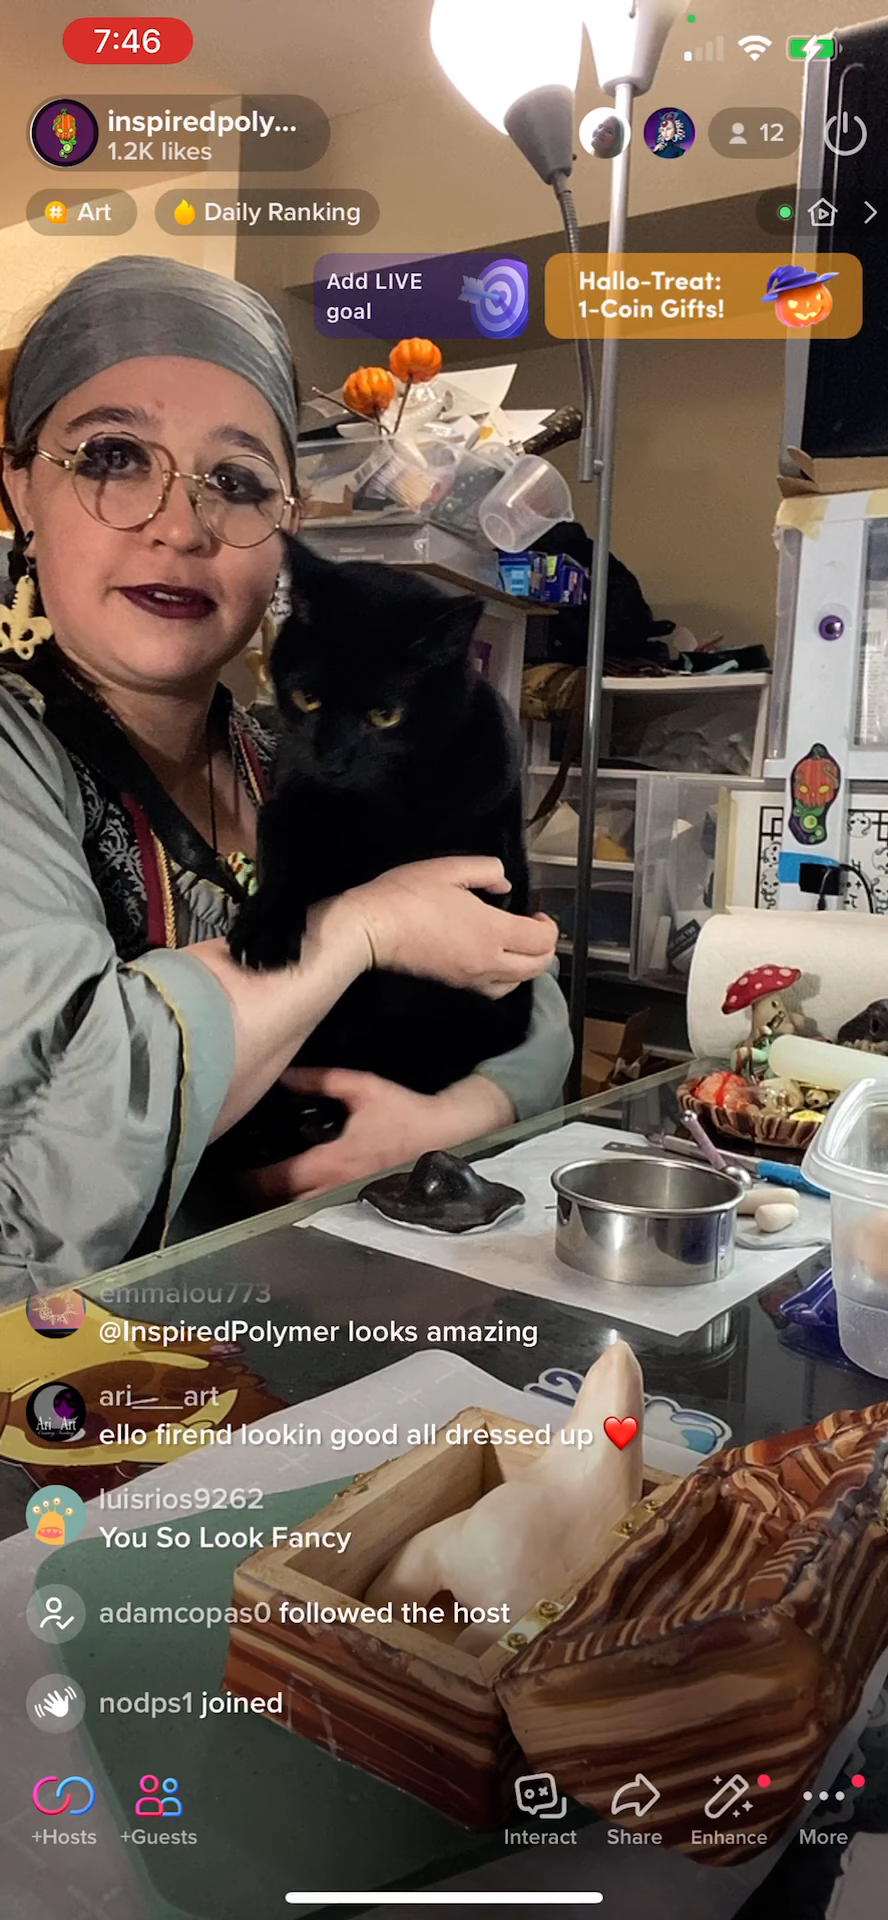 7:46
inspiredpoly...
1.2K likes
12
Art
Daily Ranking
Add LIVE
goal
Hallo-Treat:
1-Coin Gifts!
emmalou773
@InspiredPolymer looks amazing
ari___art
ello firend lookin good all dressed up ❤️
luisrios9262
You So Look Fancy
adamcopas0 followed the host
nodps1 joined
+Hosts
+Guests
Interact
Share
Enhance
More